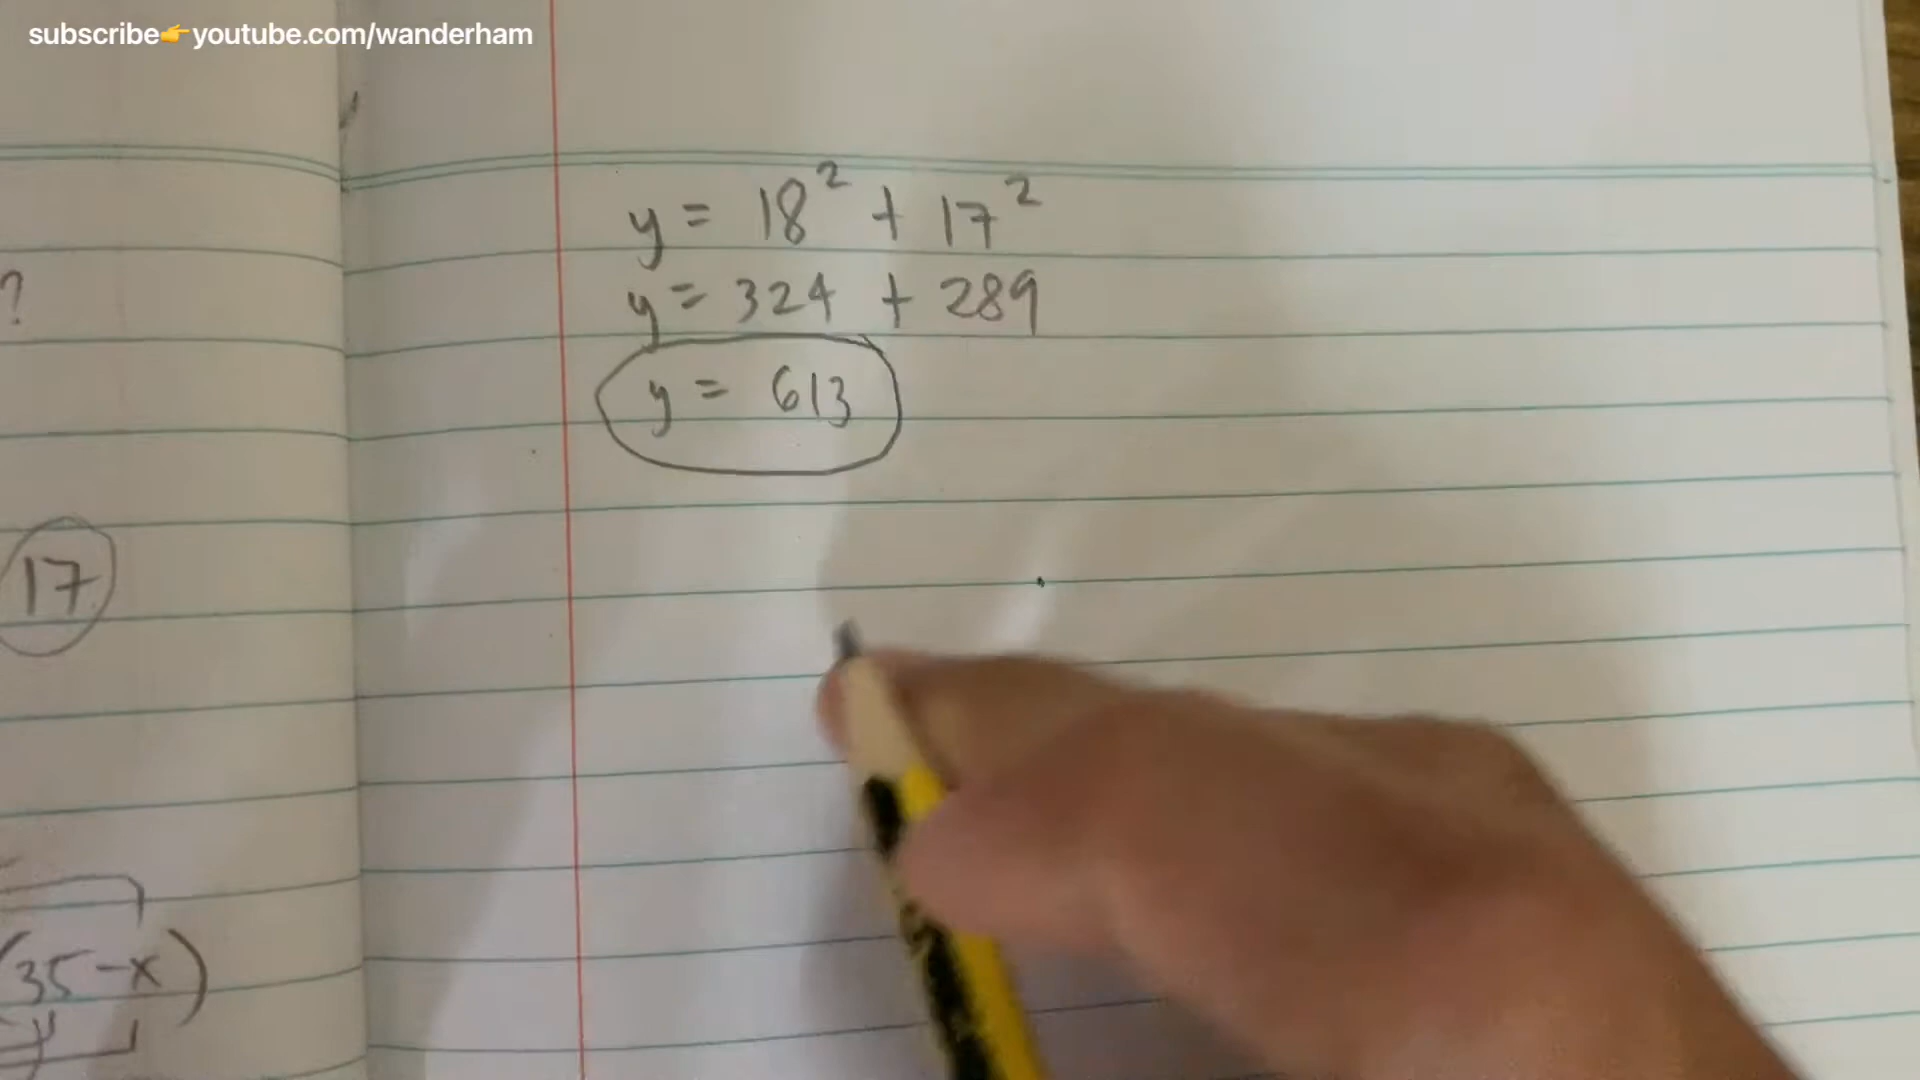 subscribe👉youtube.com/wanderham
?
17
(35-x)
y = 18² + 17²
y = 324 + 289
y = 613